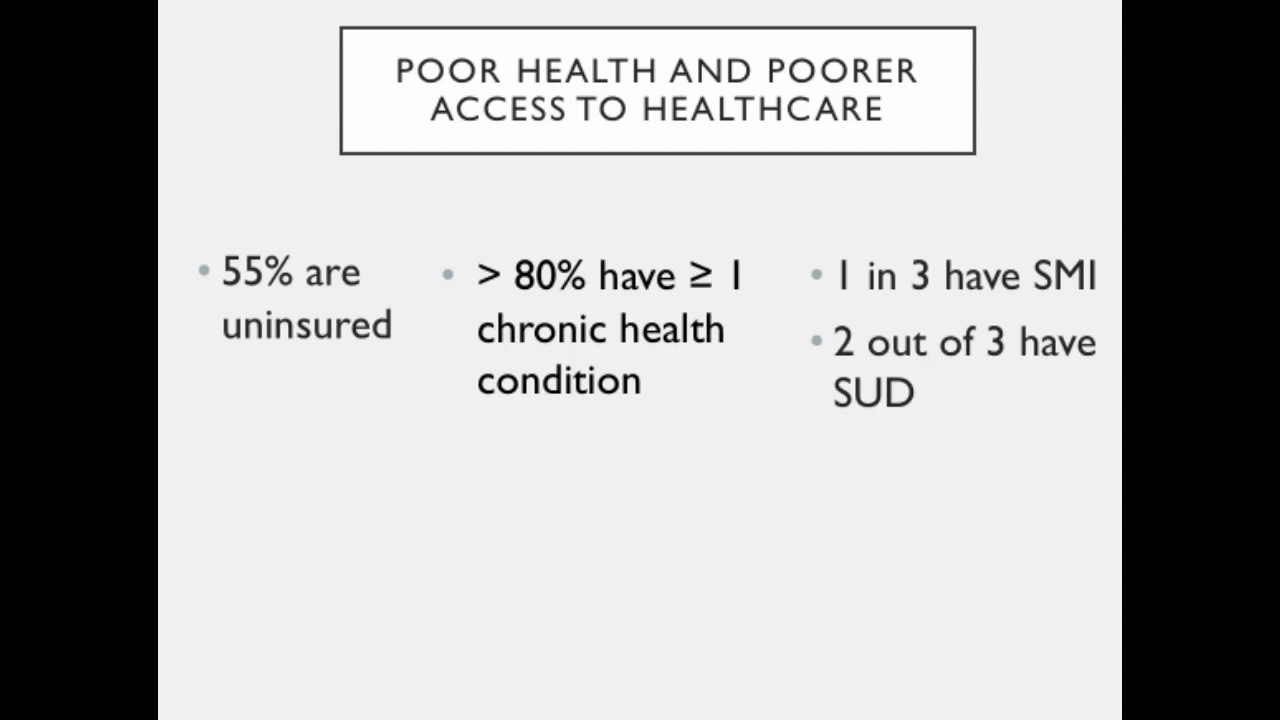 POOR HEALTH AND POORER
ACCESS TO HEALTHCARE
• 55% are
uninsured
• > 80% have ≥ 1
chronic health
condition
• 1 in 3 have SMI
• 2 out of 3 have
SUD